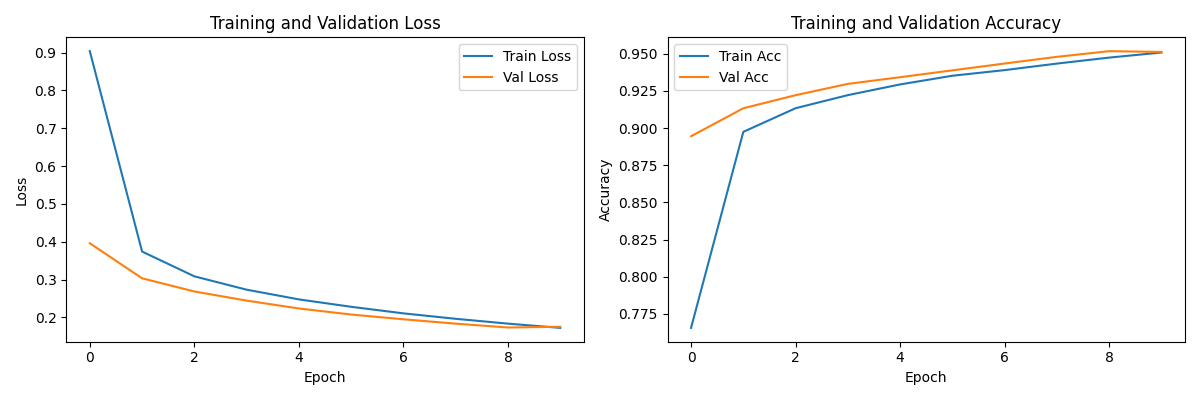 Training and Validation Loss
0.9
0.8
0.7
0.6
0.5
0.4
0.3
0.2
Loss
Train Loss
Val Loss
0 2 4 6 8
Epoch
Training and Validation Accuracy
0.950
0.925
0.900
0.875
0.850
0.825
0.800
0.775
Accuracy
Train Acc
Val Acc
0 2 4 6 8
Epoch